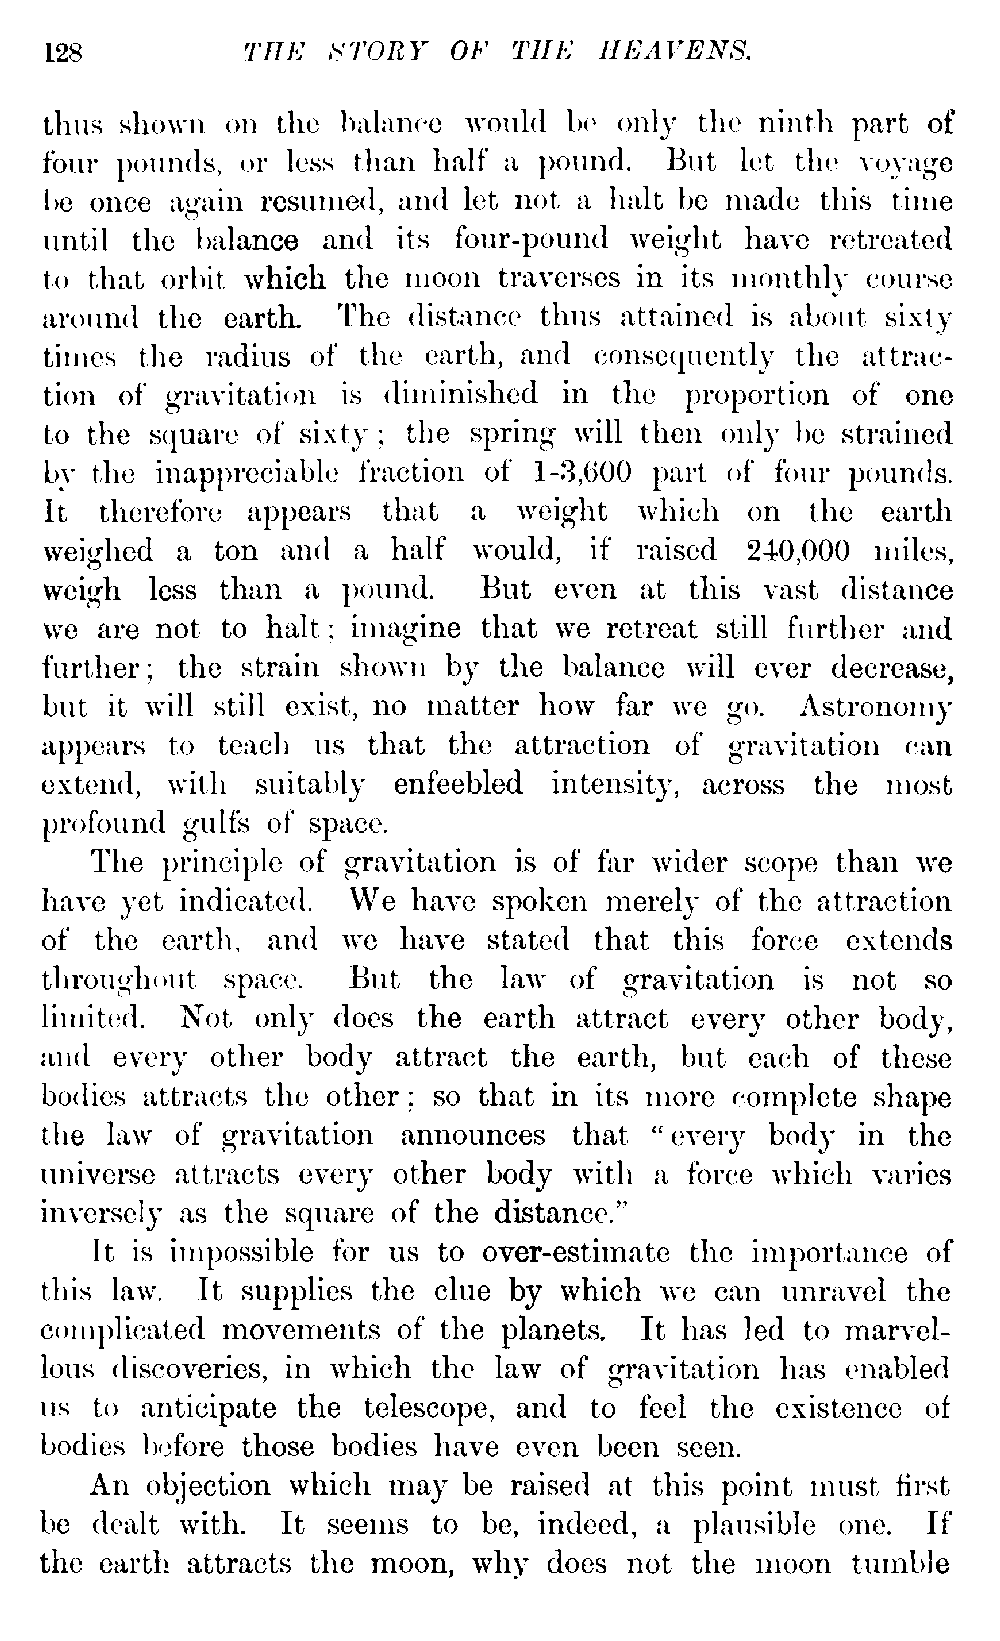 128 THE STORY OF THE HEAVENS.
thus shown on the balance would be only the ninth part of
four pounds, or less than half a pound. But let the voyage
be once again resumed, and let not a halt be made this time
until the balance and its four-pound weight have retreated
to that orbit which the moon traverses in its monthly course
around the earth. The distance thus attained is about sixty
times the radius of the earth, and consequently the attrac-
tion of gravitation is diminished in the proportion of one
to the square of sixty; the spring will then only be strained
by the inappreciable fraction of 1-3,600 part of four pounds.
It therefore appears that a weight which on the earth
weighed a ton and a half would, if raised 240,000 miles,
weigh less than a pound. But even at this vast distance
we are not to halt; imagine that we retreat still further and
further; the strain shown by the balance will ever decrease,
but it will still exist, no matter how far we go. Astronomy
appears to teach us that the attraction of gravitation can
extend, with suitably enfeebled intensity, across the most
profound gulfs of space.
The principle of gravitation is of far wider scope than we
have yet indicated. We have spoken merely of the attraction
of the earth, and we have stated that this force extends
throughout space. But the law of gravitation is not so
limited. Not only does the earth attract every other body,
and every other body attract the earth, but each of these
bodies attracts the other; so that in its more complete shape
the law of gravitation announces that "every body in the
universe attracts every other body with a force which varies
inversely as the square of the distance."
It is impossible for us to over-estimate the importance of
this law. It supplies the clue by which we can unravel the
complicated movements of the planets. It has led to marvel-
lous discoveries, in which the law of gravitation has enabled
us to anticipate the telescope, and to feel the existence of
bodies before those bodies have even been seen.
An objection which may be raised at this point must first
be dealt with. It seems to be, indeed, a plausible one. If
the earth attracts the moon, why does not the moon tumble